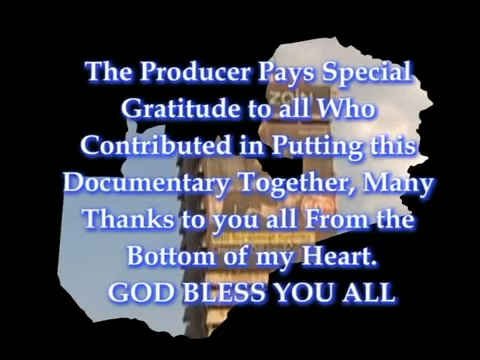 The Producer Pays Special
Gratitude to all Who
Contributed in Putting this
Documentary Together, Many
Thanks to you all From the
Bottom of my Heart.
GOD BLESS YOU ALL